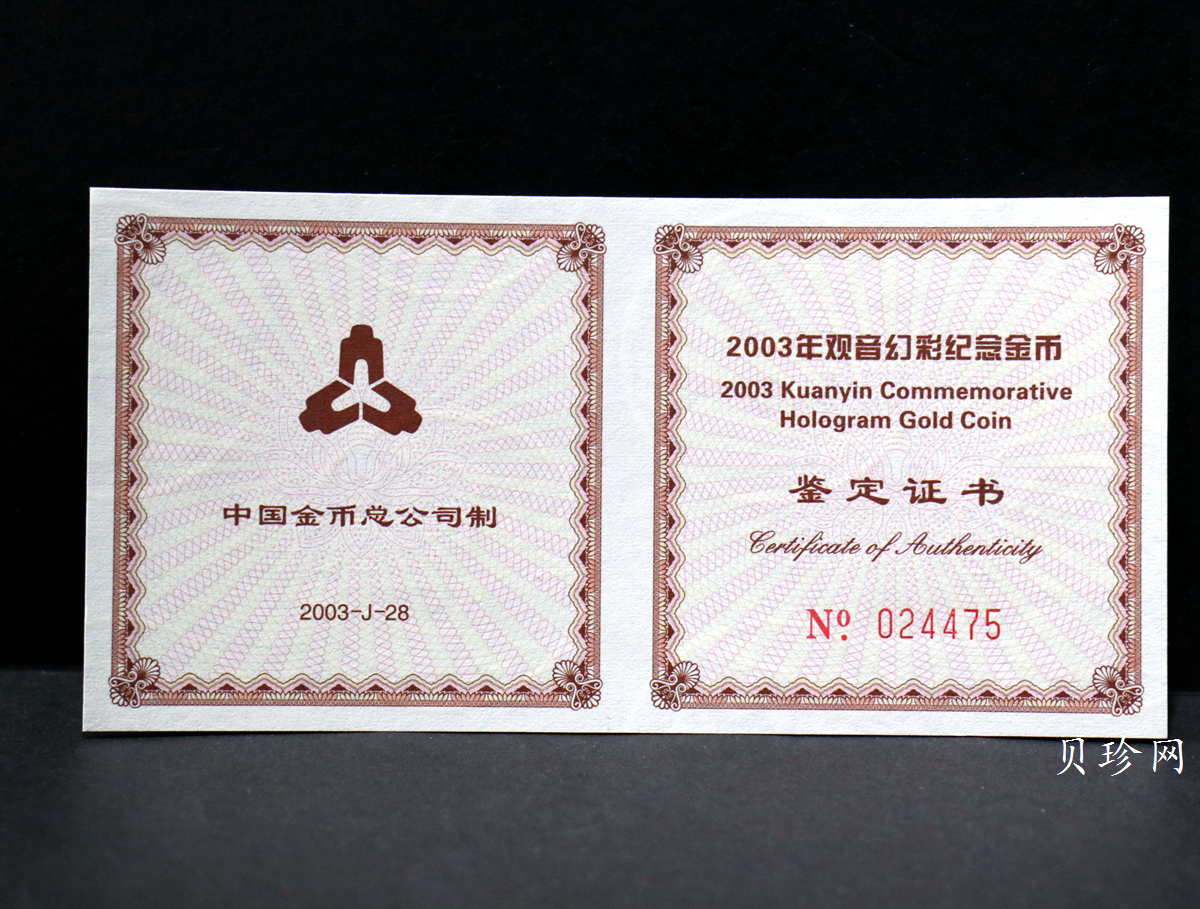 中国金币总公司制
2003-J-28
2003年观音幻彩纪念金币
2003 Kuanyin Commemorative
Hologram Gold Coin
鉴定证书
Certificate of Authenticity
Nº 024475
贝珍网